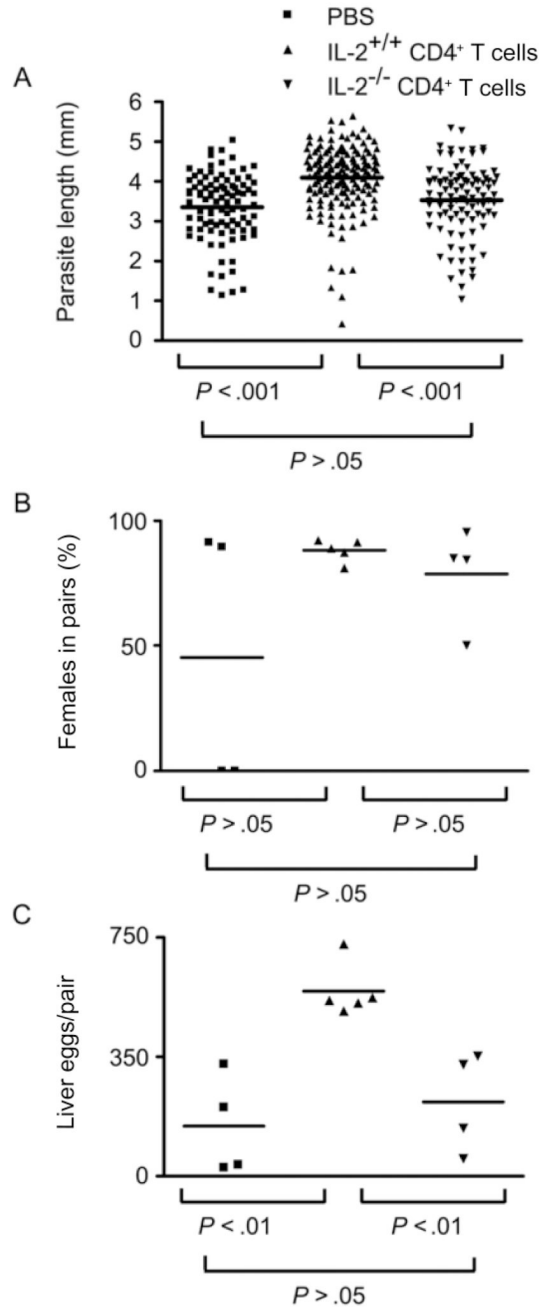 PBS
IL-2+/+ CD4+ T cells
IL-2-/- CD4+ T cells
A
Parasite length (mm)
6
5
4
3
2
1
0
P < .001
P < .001
P > .05
B
Females in pairs (%)
100
50
0
P > .05
P > .05
P > .05
C
Liver eggs/pair
750
350
0
P < .01
P < .01
P > .05